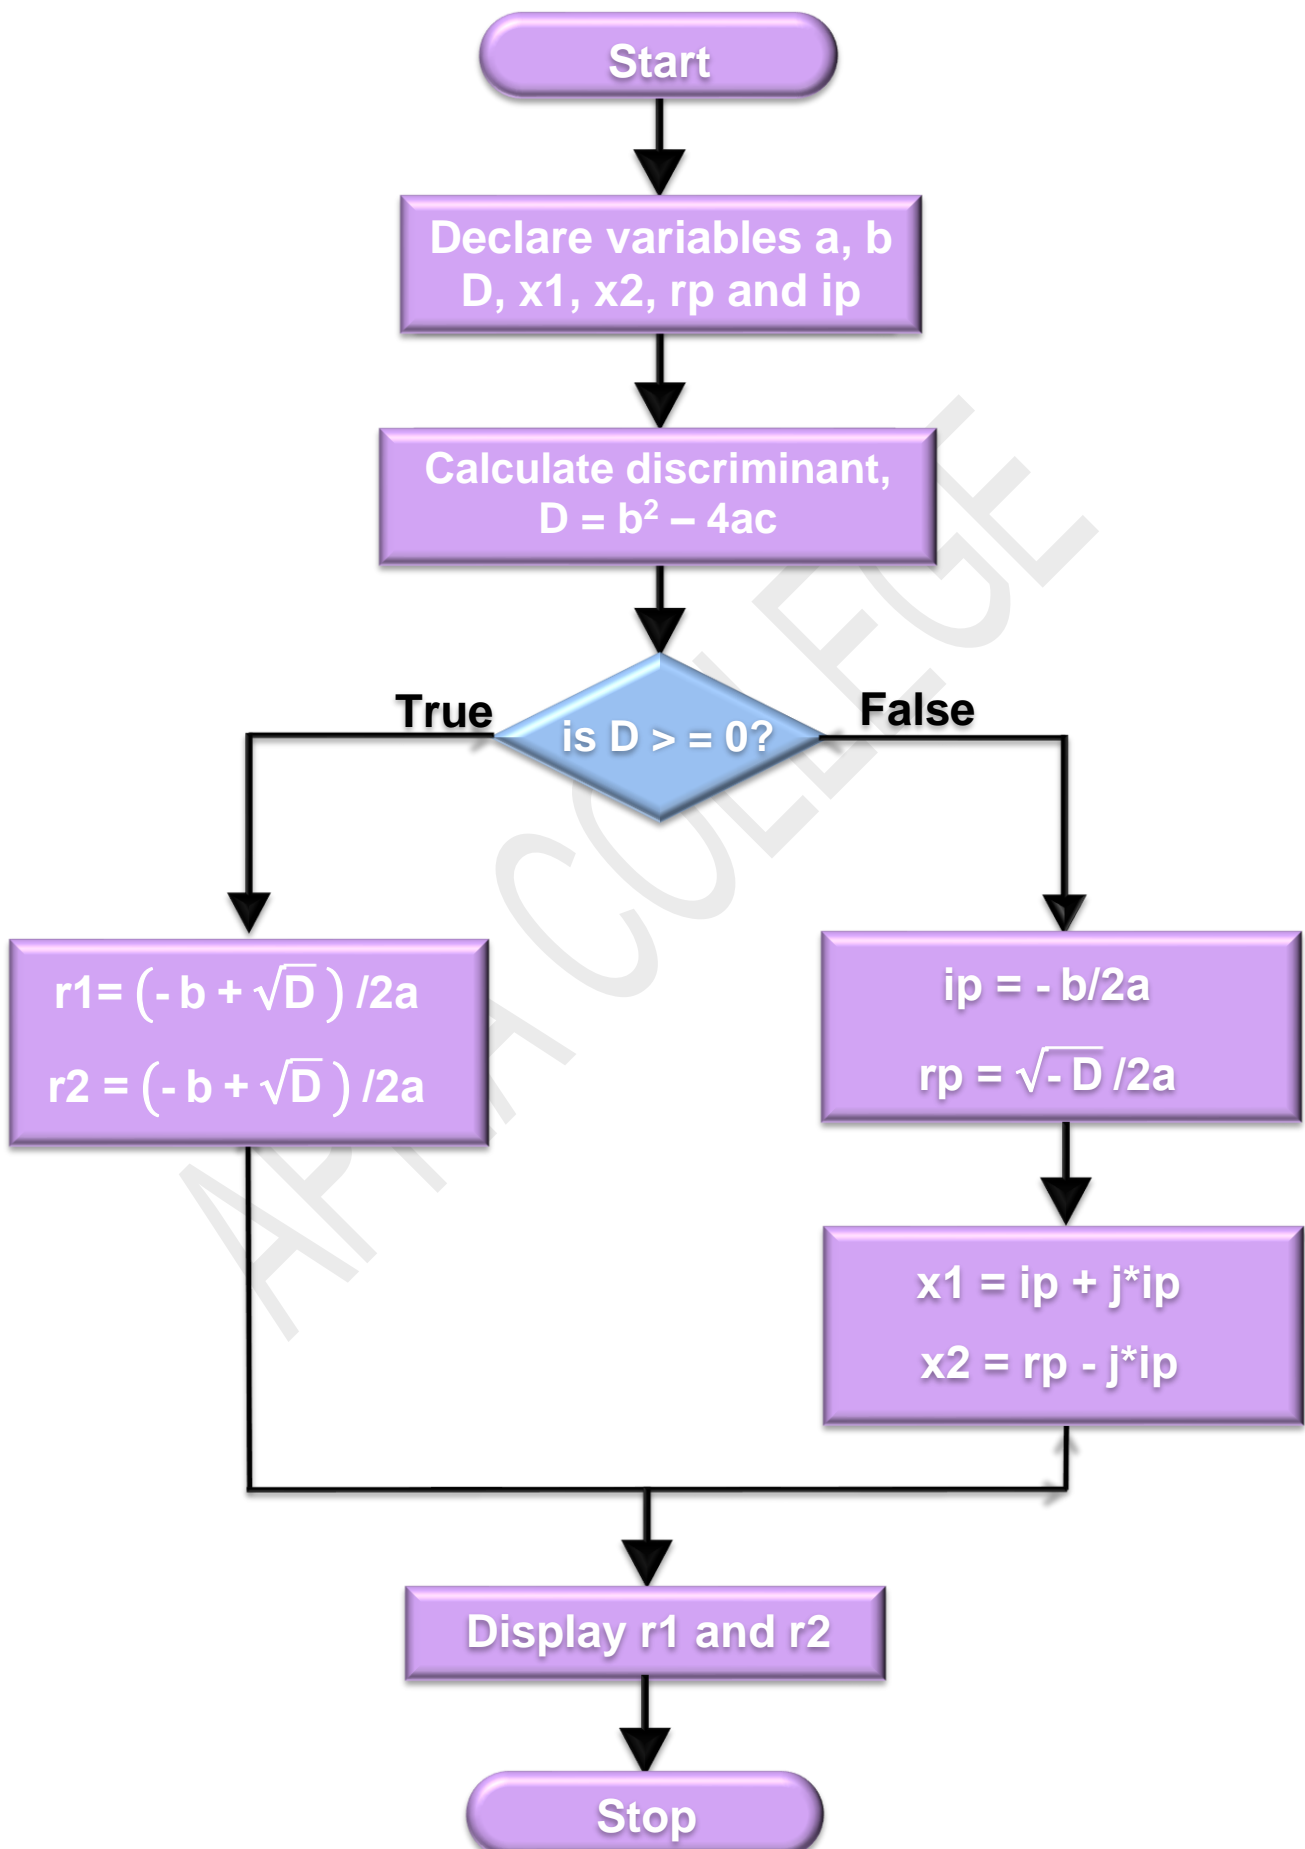 Start
Declare variables a, b
D, x1, x2, rp and ip
Calculate discriminant,
D = b² – 4ac
is D > = 0?
True
False
r1= (- b + √D ) /2a
r2 = (- b + √D ) /2a
ip = - b/2a
rp = √- D /2a
x1 = ip + j*ip
x2 = rp - j*ip
Display r1 and r2
Stop
COLLEGE